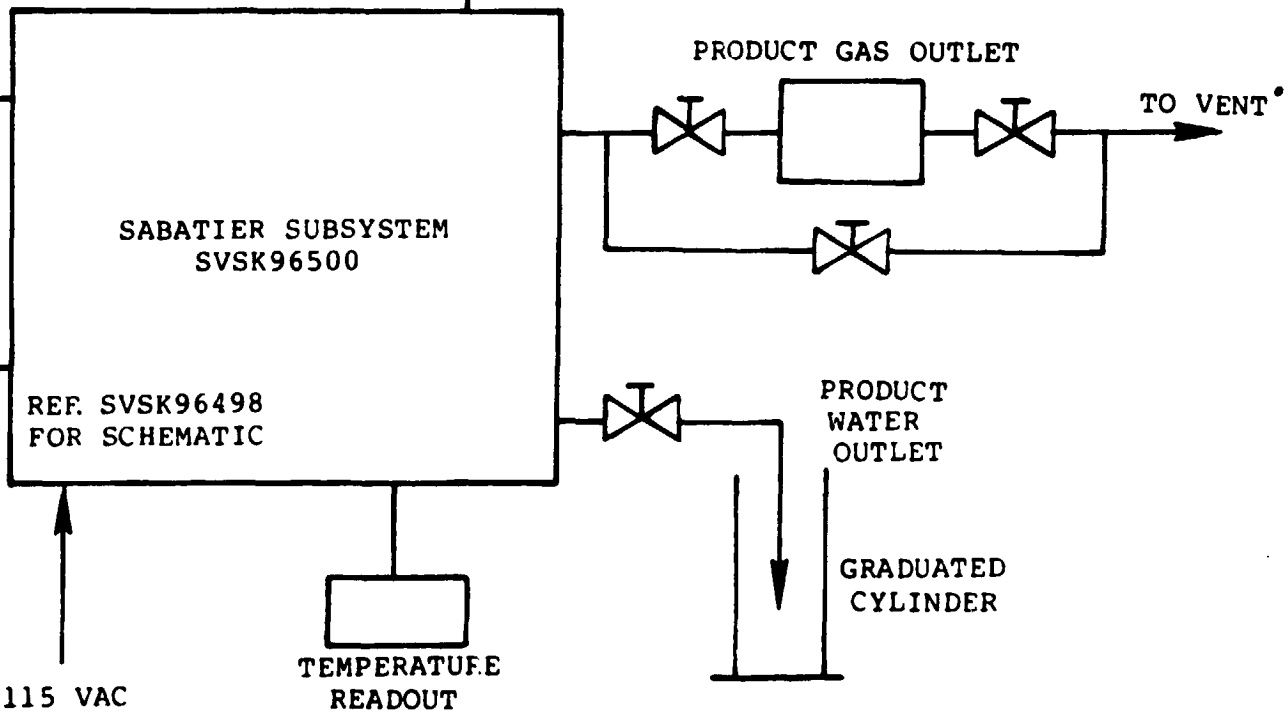 PRODUCT GAS OUTLET
TO VENT
SABATIER SUBSYSTEM
SVSK96500
REF. SVSK96498
FOR SCHEMATIC
PRODUCT
WATER
OUTLET
GRADUATED
CYLINDER
TEMPERATURE
READOUT
115 VAC